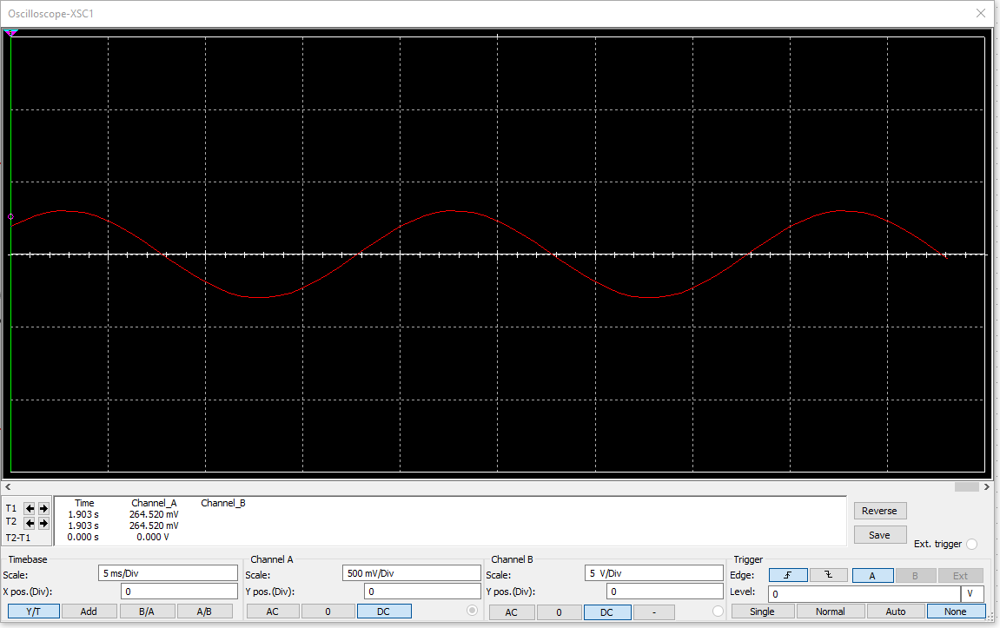 Oscilloscope-XSC1
T1
T2
T2-T1
Time Channel_A Channel_B
1.903 s 264.520 mV
1.903 s 264.520 mV
0.000 s 0.000 V
Reverse
Save
Ext. trigger
Timebase
Scale: 5 ms/Div
X pos.(Div): 0
Y/T Add B/A A/B
Channel A
Scale: 500 mV/Div
Y pos.(Div): 0
AC 0 DC
Channel B
Scale: 5 V/Div
Y pos.(Div): 0
AC 0 DC -
Trigger
Edge: A B Ext
Level: 0 V
Single Normal Auto None